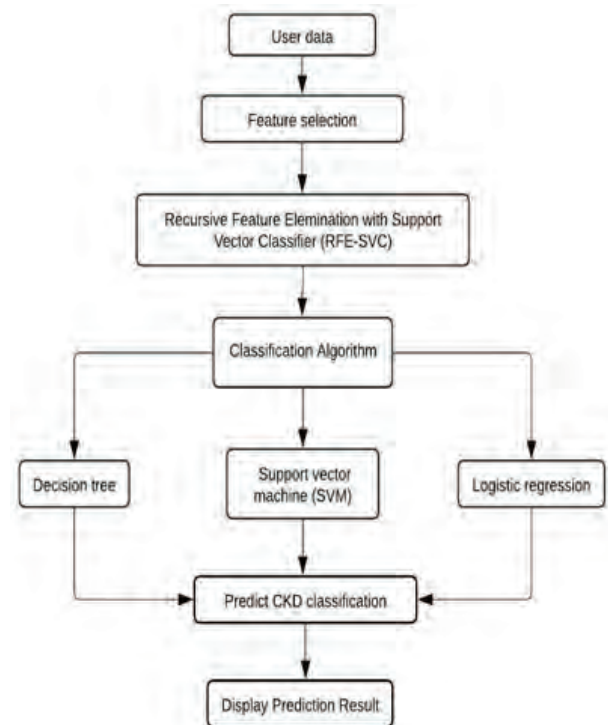 User data
Feature selection
Recursive Feature Elemination with Support
Vector Classifier (RFE-SVC)
Classification Algorithm
Decision tree
Support vector
machine (SVM)
Logistic regression
Predict CKD classification
Display Prediction Result